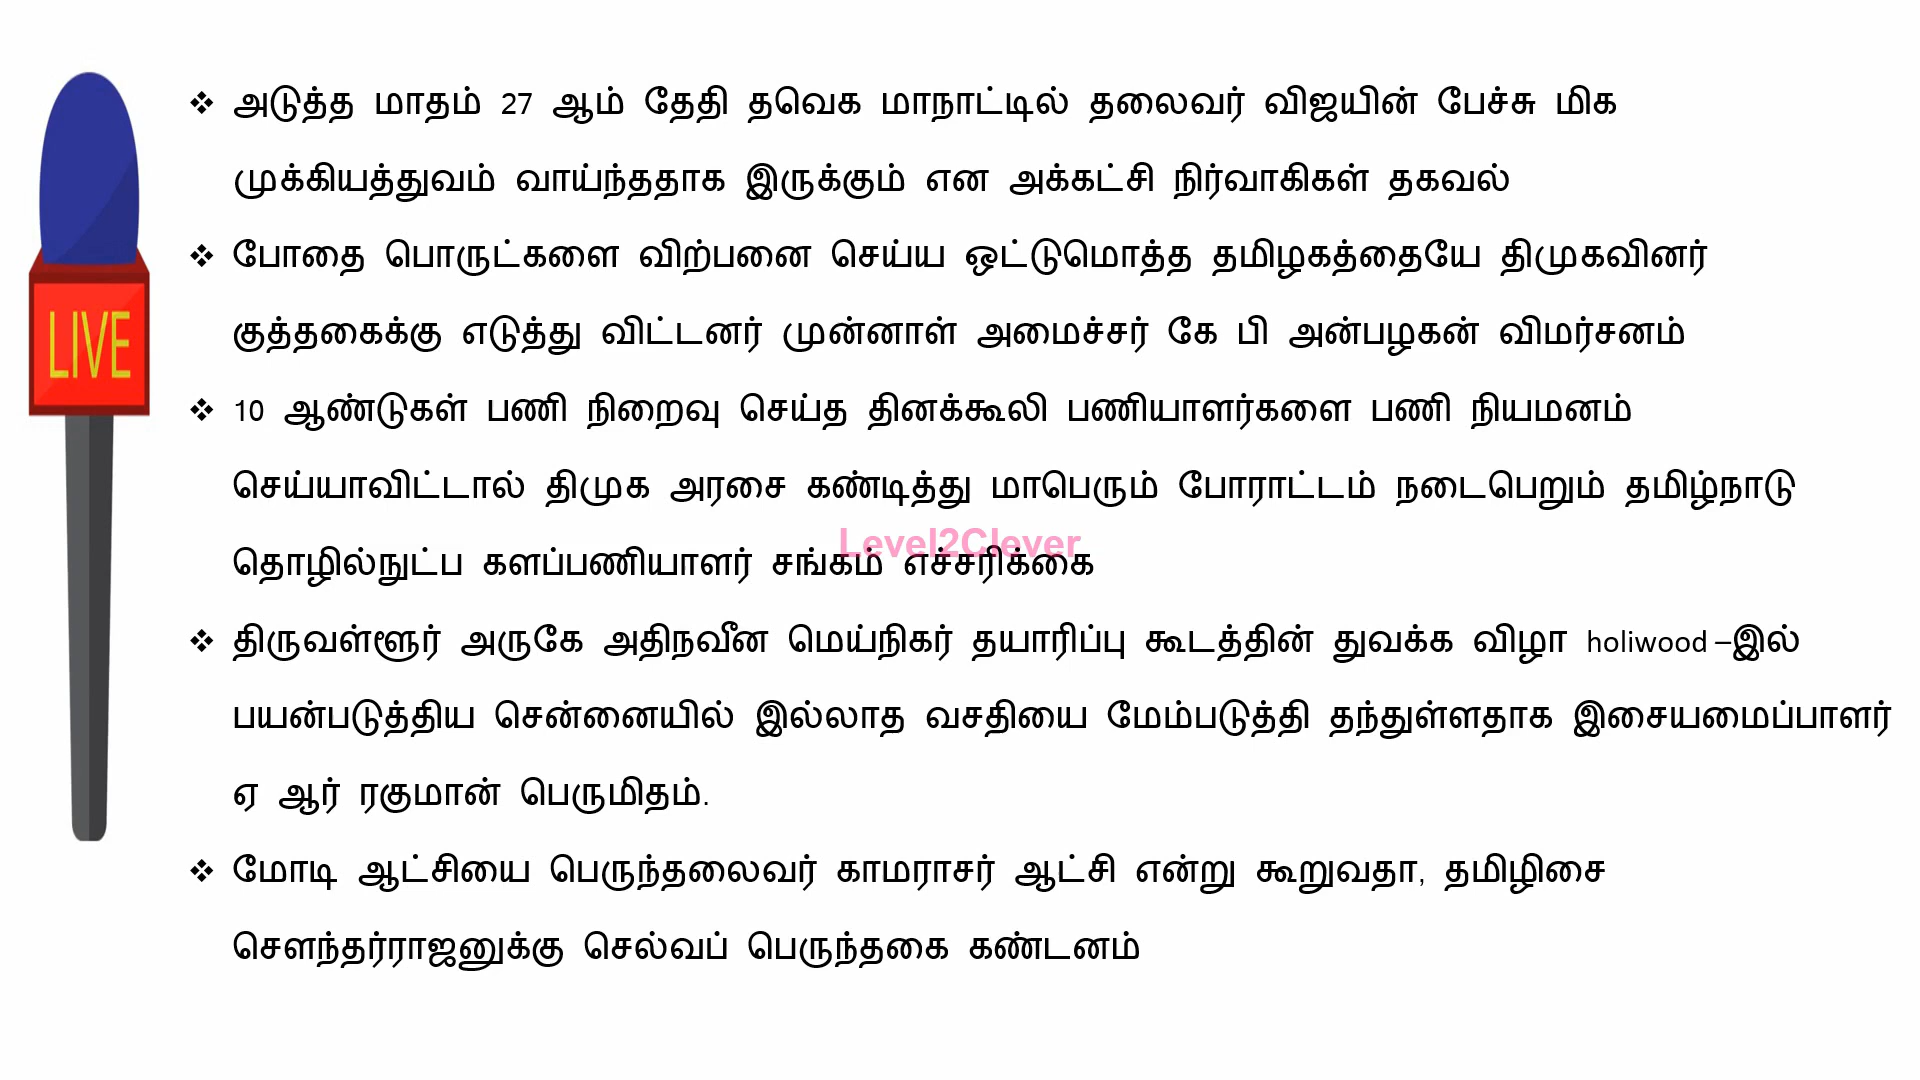 ❖ அடுத்த மாதம் 27 ஆம் தேதி தவெக மாநாட்டில் தலைவர் விஜயின் பேச்சு மிக
முக்கியத்துவம் வாய்ந்ததாக இருக்கும் என அக்கட்சி நிர்வாகிகள் தகவல்
❖ போதை பொருட்களை விற்பனை செய்ய ஒட்டுமொத்த தமிழகத்தையே திமுகவினர்
குத்தகைக்கு எடுத்து விட்டனர் முன்னாள் அமைச்சர் கே பி அன்பழகன் விமர்சனம்
LIVE
❖ 10 ஆண்டுகள் பணி நிறைவு செய்த தினக்கூலி பணியாளர்களை பணி நியமனம்
செய்யாவிட்டால் திமுக அரசை கண்டித்து மாபெரும் போராட்டம் நடைபெறும் தமிழ்நாடு
Level2Clever
தொழில்நுட்ப களப்பணியாளர் சங்கம் எச்சரிக்கை
❖ திருவள்ளூர் அருகே அதிநவீன மெய்நிகர் தயாரிப்பு கூடத்தின் துவக்க விழா holiwood –இல்
பயன்படுத்திய சென்னையில் இல்லாத வசதியை மேம்படுத்தி தந்துள்ளதாக இசையமைப்பாளர்
ஏ ஆர் ரகுமான் பெருமிதம்.
❖ மோடி ஆட்சியை பெருந்தலைவர் காமராசர் ஆட்சி என்று கூறுவதா, தமிழிசை
சௌந்தர்ராஜனுக்கு செல்வப் பெருந்தகை கண்டனம்